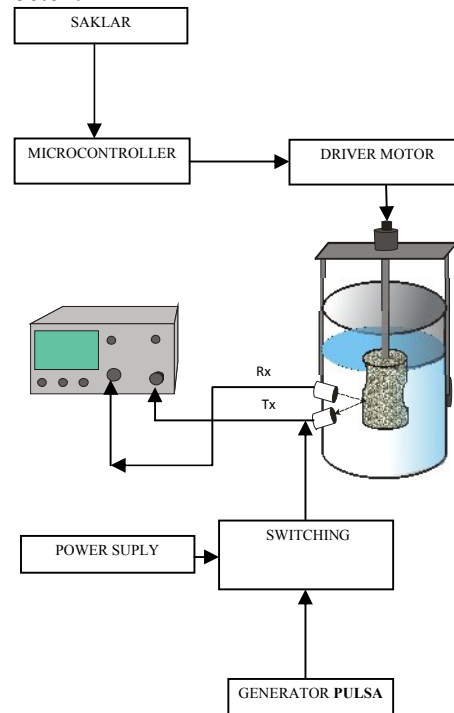 SAKLAR
MICROCONTROLLER
DRIVER MOTOR
Rx
Tx
POWER SUPLY
SWITCHING
GENERATOR PULSA